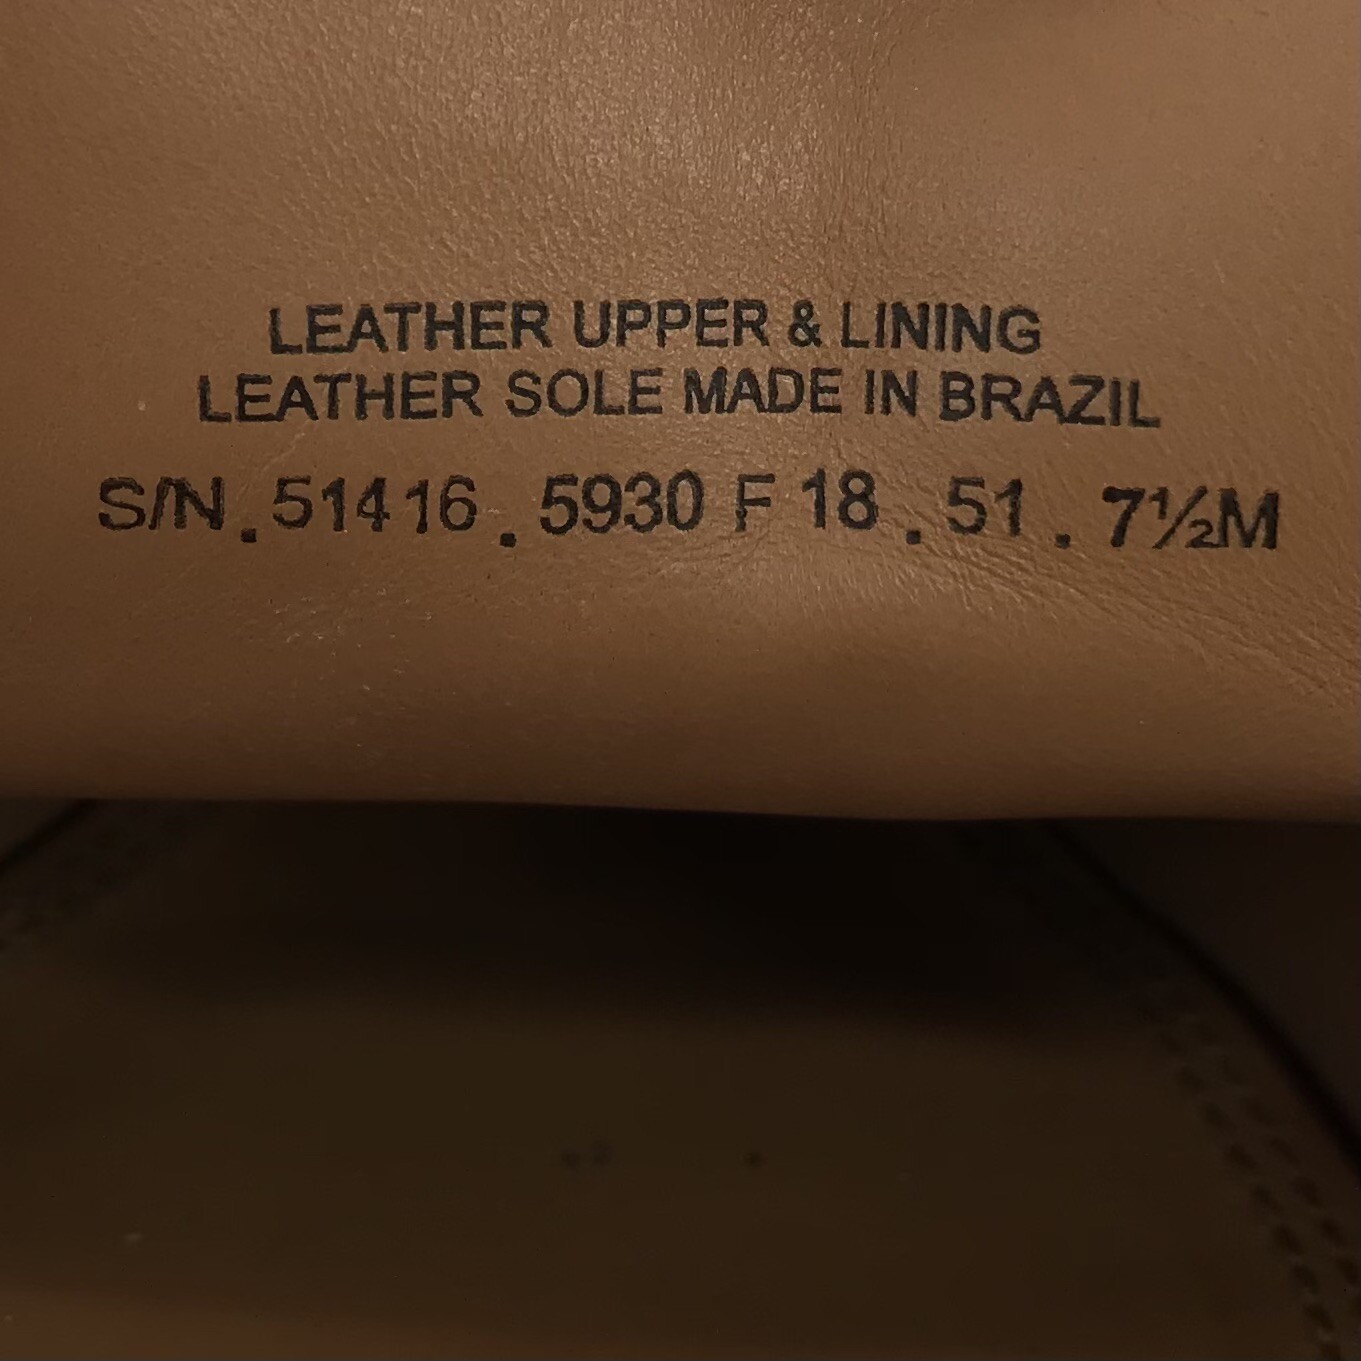 LEATHER UPPER & LINING
LEATHER SOLE MADE IN BRAZIL
S/N. 51416 . 5930 F 18 . 51 . 7½M